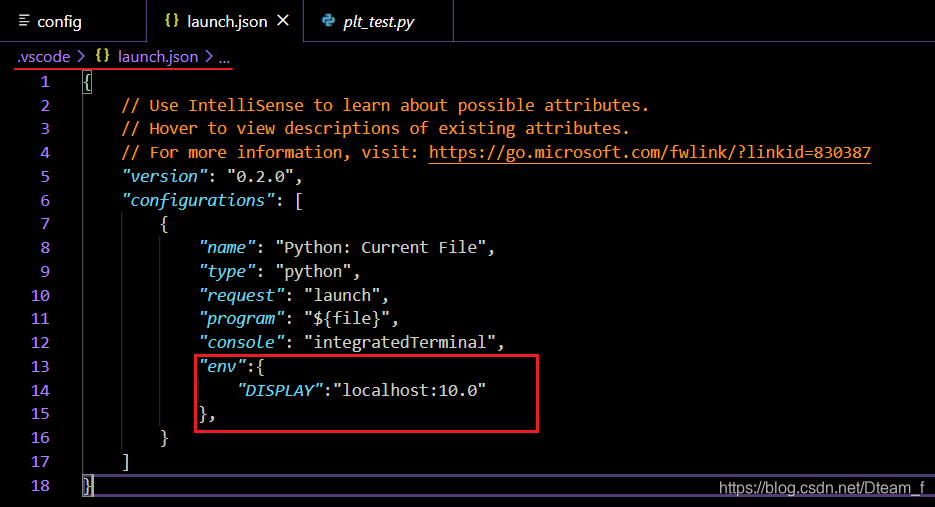 config
launch.json
plt_test.py
.vscode > {} launch.json > ...
1 {
2 // Use IntelliSense to learn about possible attributes.
3 // Hover to view descriptions of existing attributes.
4 // For more information, visit: https://go.microsoft.com/fwlink/?linkid=830387
5 "version": "0.2.0",
6 "configurations": [
7 {
8 "name": "Python: Current File",
9 "type": "python",
10 "request": "launch",
11 "program": "${file}",
12 "console": "integratedTerminal",
13 "env":{
14 "DISPLAY":"localhost:10.0"
15 },
16 }
17 ]
18 }
https://blog.csdn.net/Dteam_f